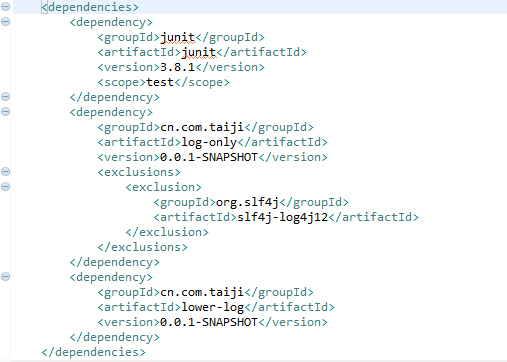 <dependencies>
<dependency>
<groupId>junit</groupId>
<artifactId>junit</artifactId>
<version>3.8.1</version>
<scope>test</scope>
</dependency>
<dependency>
<groupId>cn.com.taiji</groupId>
<artifactId>log-only</artifactId>
<version>0.0.1-SNAPSHOT</version>
<exclusions>
<exclusion>
<groupId>org.slf4j</groupId>
<artifactId>slf4j-log4j12</artifactId>
</exclusion>
</exclusions>
</dependency>
<dependency>
<groupId>cn.com.taiji</groupId>
<artifactId>lower-log</artifactId>
<version>0.0.1-SNAPSHOT</version>
</dependency>
</dependencies>